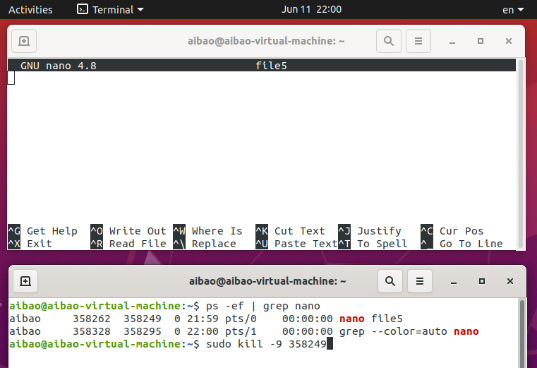 Activities Terminal Jun 11 22:00 en
aibao@aibao-virtual-machine: ~
GNU nano 4.8 file5
^G Get Help ^O Write Out ^W Where Is ^K Cut Text ^J Justify ^C Cur Pos
^X Exit ^R Read File ^\ Replace ^U Paste Text ^T To Spell ^_ Go To Line
aibao@aibao-virtual-machine: ~
aibao@aibao-virtual-machine:~$ ps -ef | grep nano
aibao 358262 358249 0 21:59 pts/0 00:00:00 nano file5
aibao 358328 358295 0 22:00 pts/1 00:00:00 grep --color=auto nano
aibao@aibao-virtual-machine:~$ sudo kill -9 358249